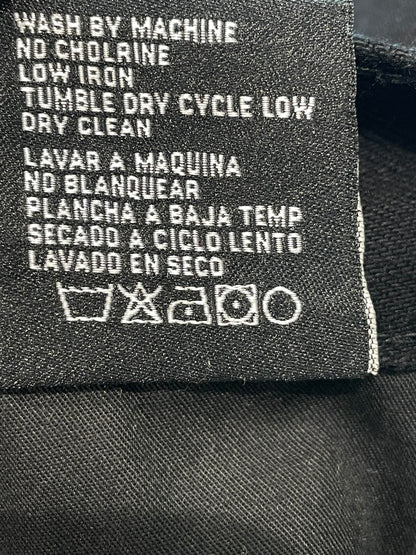 WASH BY MACHINE
NO CHOLRINE
LOW IRON
TUMBLE DRY CYCLE LOW
DRY CLEAN
LAVAR A MAQUINA
NO BLANQUEAR
PLANCHA A BAJA TEMP
SECADO A CICLO LENTO
LAVADO EN SECO